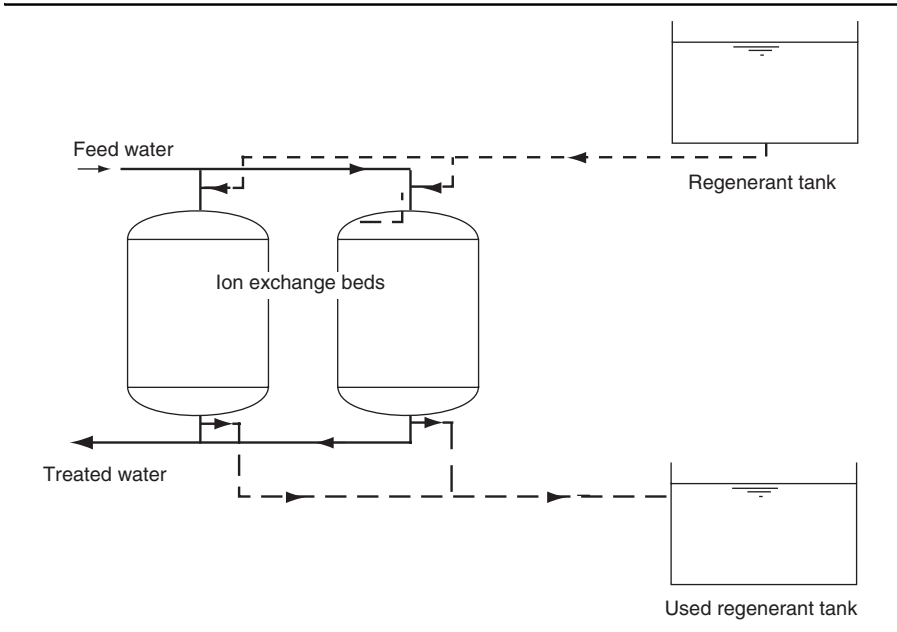 Feed water
Regenerant tank
Ion exchange beds
Treated water
Used regenerant tank